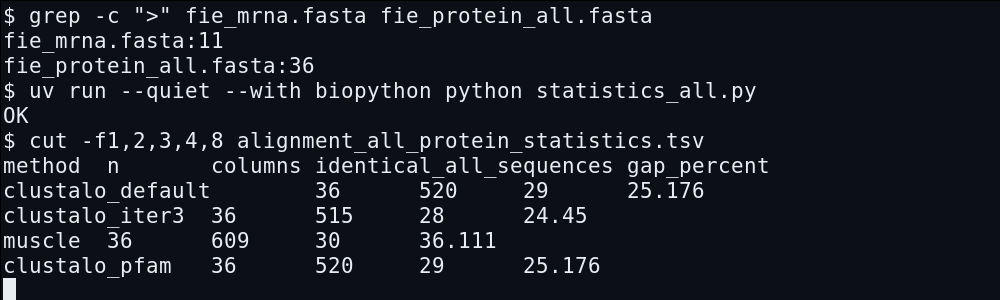 $ grep -c ">" fie_mrna.fasta fie_protein_all.fasta
fie_mrna.fasta:11
fie_protein_all.fasta:36
$ uv run --quiet --with biopython python statistics_all.py
OK
$ cut -f1,2,3,4,8 alignment_all_protein_statistics.tsv
method  n       columns identical_all_sequences gap_percent
clustalo_default        36      520     29      25.176
clustalo_iter3  36      515     28      24.45
muscle  36      609     30      36.111
clustalo_pfam   36      520     29      25.176